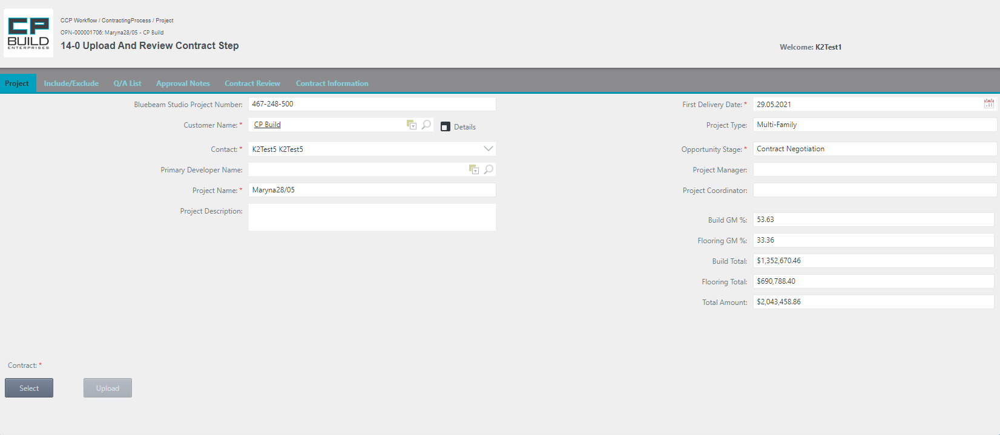 CP
BUILD
ENTERPRISES
CCP Workflow / ContractingProcess / Project
OPN-000001706: Maryna28/05 - CP Build
14-0 Upload And Review Contract Step
Welcome: K2Test1
Project Include/Exclude Q/A List Approval Notes Contract Review Contract Information
Bluebeam Studio Project Number: 467-248-500
Customer Name: * CP Build Details
Contact: * K2Test5 K2Test5
Primary Developer Name:
Project Name: * Maryna28/05
Project Description:
First Delivery Date: * 29.05.2021
Project Type: Multi-Family
Opportunity Stage: * Contract Negotiation
Project Manager:
Project Coordinator:
Build GM %: 53.63
Flooring GM %: 33.36
Build Total: $1,352,670.46
Flooring Total: $690,788.40
Total Amount: $2,043,458.86
Contract: *
Select Upload